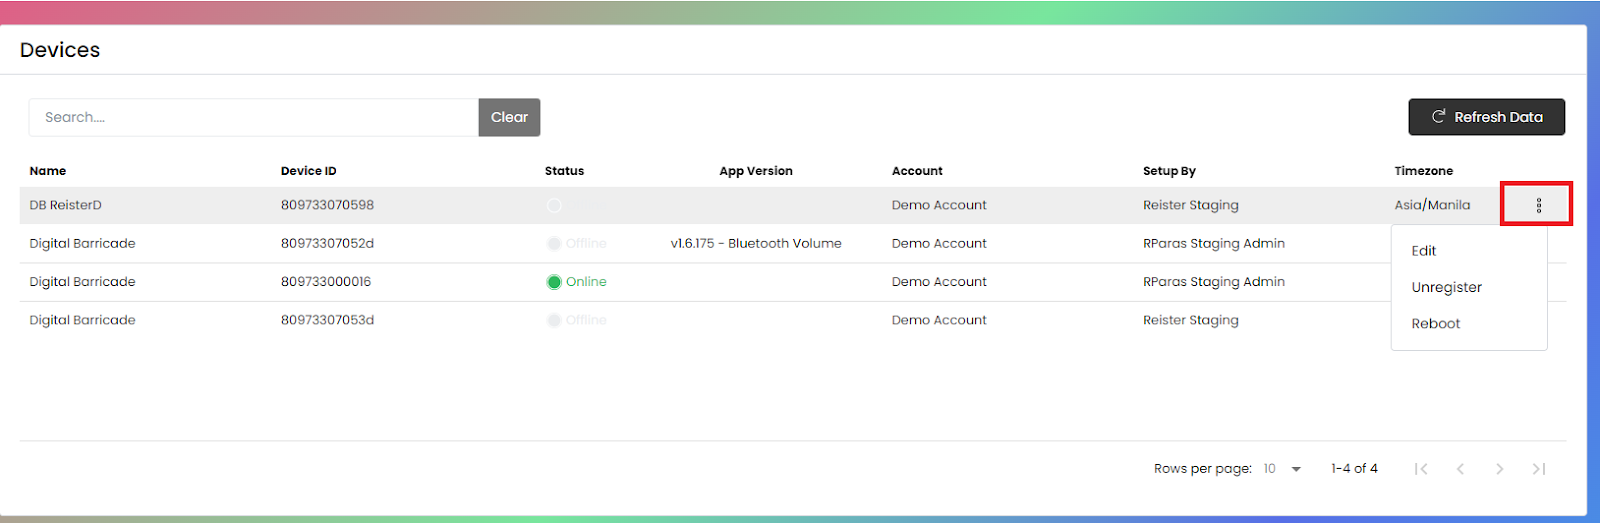 Devices
Search.... Clear Refresh Data
Name Device ID Status App Version Account Setup By Timezone
DB ReisterD 809733070598 Demo Account Reister Staging Asia/Manila
Digital Barricade 80973307052d Offline v1.6.175 - Bluetooth Volume Demo Account RParas Staging Admin
Edit
Digital Barricade 809733000016 Online Demo Account RParas Staging Admin
Unregister
Digital Barricade 80973307053d Offline Demo Account Reister Staging
Reboot
Rows per page: 10 1-4 of 4